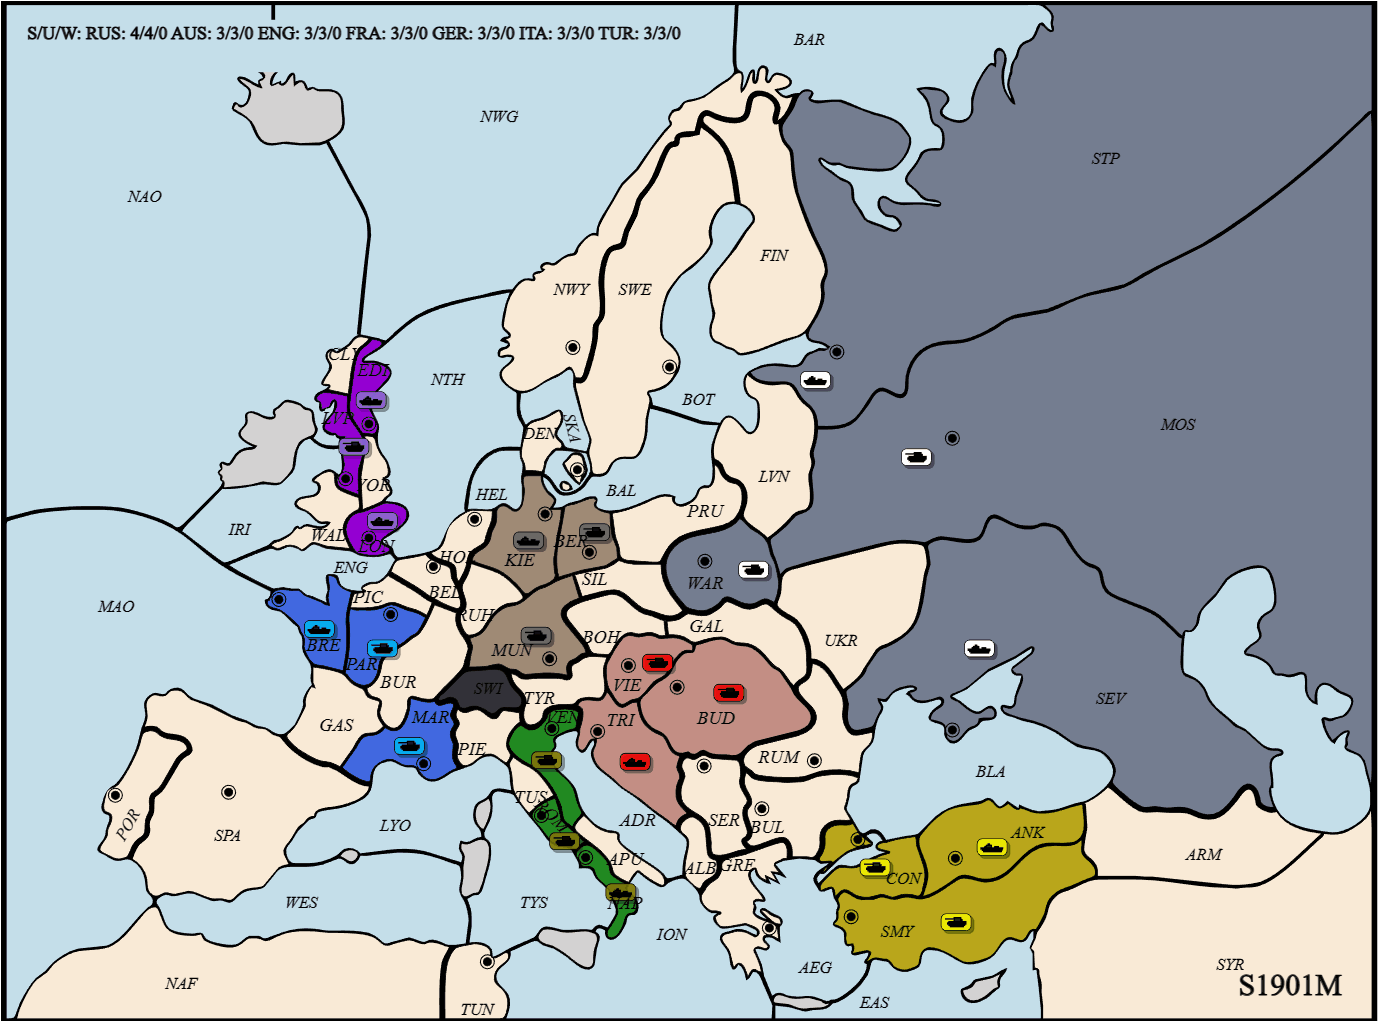 S/U/W: RUS: 4/4/0 AUS: 3/3/0 ENG: 3/3/0 FRA: 3/3/0 GER: 3/3/0 ITA: 3/3/0 TUR: 3/3/0
BAR
NWG
STP
NAO
FIN
NWY
SWE
CLY
EDI
NTH
BOT
LVP
SKA
DEN
MOS
YOR
LVN
HEL
BAL
PRU
IRI
WAL
LON
HOL
KIE
BER
ENG
SIL
WAR
PIC
BEL
MAO
RUH
GAL
BRE
BOH
UKR
MUN
PAR
BUR
VIE
SWI
TYR
SEV
GAS
MAR
VEN
TRI
BUD
PIE
RUM
BLA
TUS
ROM
POR
SPA
LYO
ADR
SER
BUL
ANK
APU
ALB
GRE
ARM
CON
WES
TYS
NAP
ION
SMY
AEG
SYR
NAF
S1901M
TUN
EAS